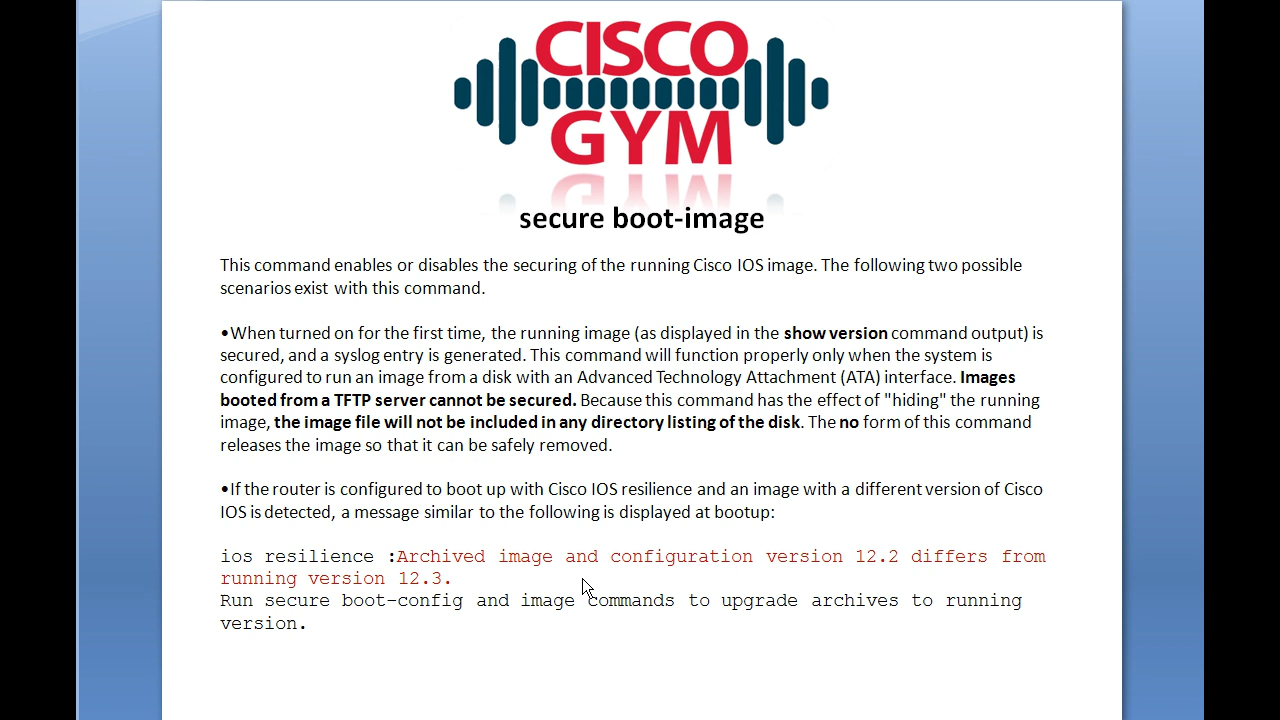 CISCO
GYM
secure boot-image
This command enables or disables the securing of the running Cisco IOS image. The following two possible
scenarios exist with this command.
•When turned on for the first time, the running image (as displayed in the show version command output) is
secured, and a syslog entry is generated. This command will function properly only when the system is
configured to run an image from a disk with an Advanced Technology Attachment (ATA) interface. Images
booted from a TFTP server cannot be secured. Because this command has the effect of "hiding" the running
image, the image file will not be included in any directory listing of the disk. The no form of this command
releases the image so that it can be safely removed.
•If the router is configured to boot up with Cisco IOS resilience and an image with a different version of Cisco
IOS is detected, a message similar to the following is displayed at bootup:
ios resilience :Archived image and configuration version 12.2 differs from
running version 12.3.
Run secure boot-config and image commands to upgrade archives to running
version.